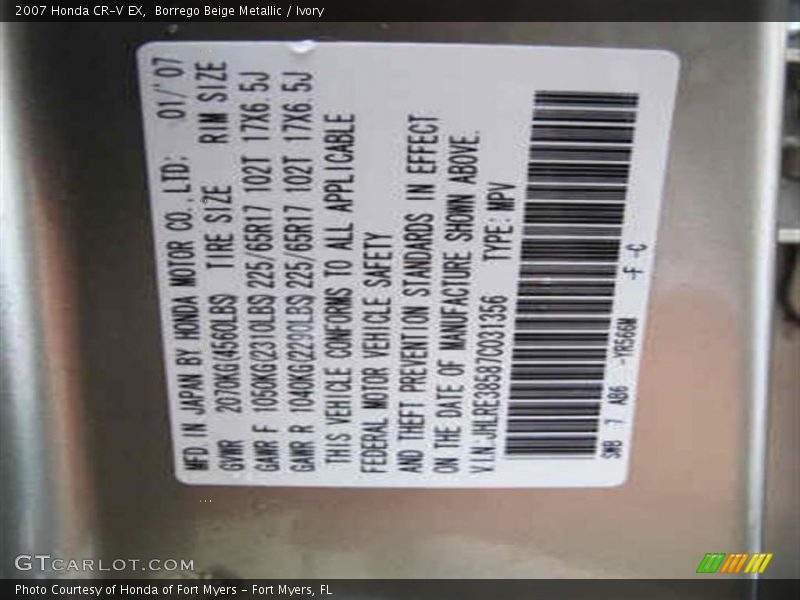 2007 Honda CR-V EX,  Borrego Beige Metallic / Ivory
MFD IN JAPAN BY HONDA MOTOR CO., LTD; 01/'07
GVWR 2070KG(4560LBS TIRE SIZE RIM SIZE
GAWR F 1050KG(2310LBS 225/65R17 102T 17X6.5J
GAWR R 1040KG(2290LBS 225/65R17 102T 17X6.5J
THIS VEHICLE CONFORMS TO ALL APPLICABLE
FEDERAL MOTOR VEHICLE SAFETY
AND THEFT PREVENTION STANDARDS IN EFFECT
ON THE DATE OF MANUFACTURE SHOWN ABOVE.
V.I.N.:JHLRE38587C031356 TYPE: MPV
SWB 7 AB6 -YR566M -F -C
GTCARLOT.COM
Photo Courtesy of Honda of Fort Myers - Fort Myers, FL